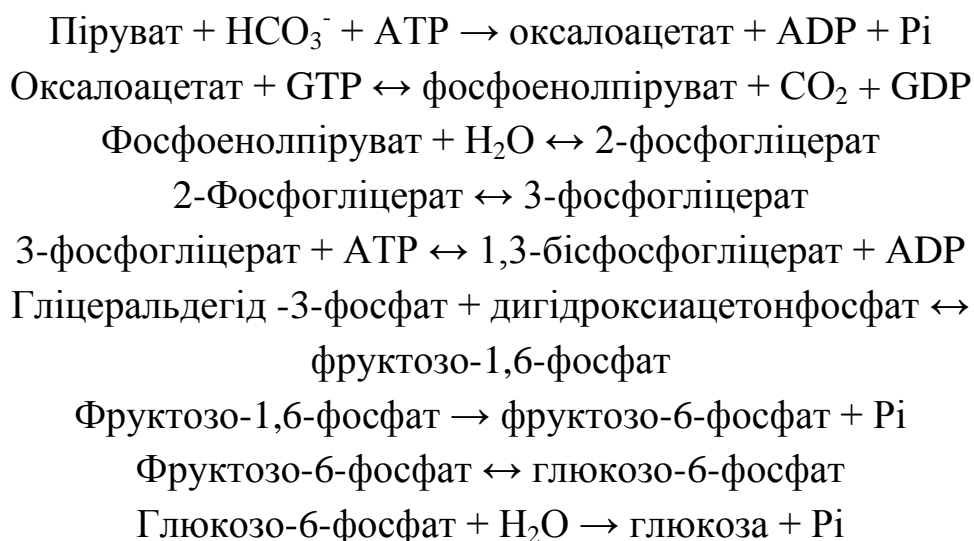 Піруват + HCO₃⁻ + ATP → оксалоацетат + ADP + Pi
Оксалоацетат + GTP ↔ фосфоенолпіруват + CO₂ + GDP
Фосфоенолпіруват + H₂O ↔ 2-фосфогліцерат
2-Фосфогліцерат ↔ 3-фосфогліцерат
3-фосфогліцерат + ATP ↔ 1,3-бісфосфогліцерат + ADP
Гліцеральдегід -3-фосфат + дигідроксиацетонфосфат ↔
фруктозо-1,6-фосфат
Фруктозо-1,6-фосфат → фруктозо-6-фосфат + Pi
Фруктозо-6-фосфат ↔ глюкозо-6-фосфат
Глюкозо-6-фосфат + H₂O → глюкоза + Pi